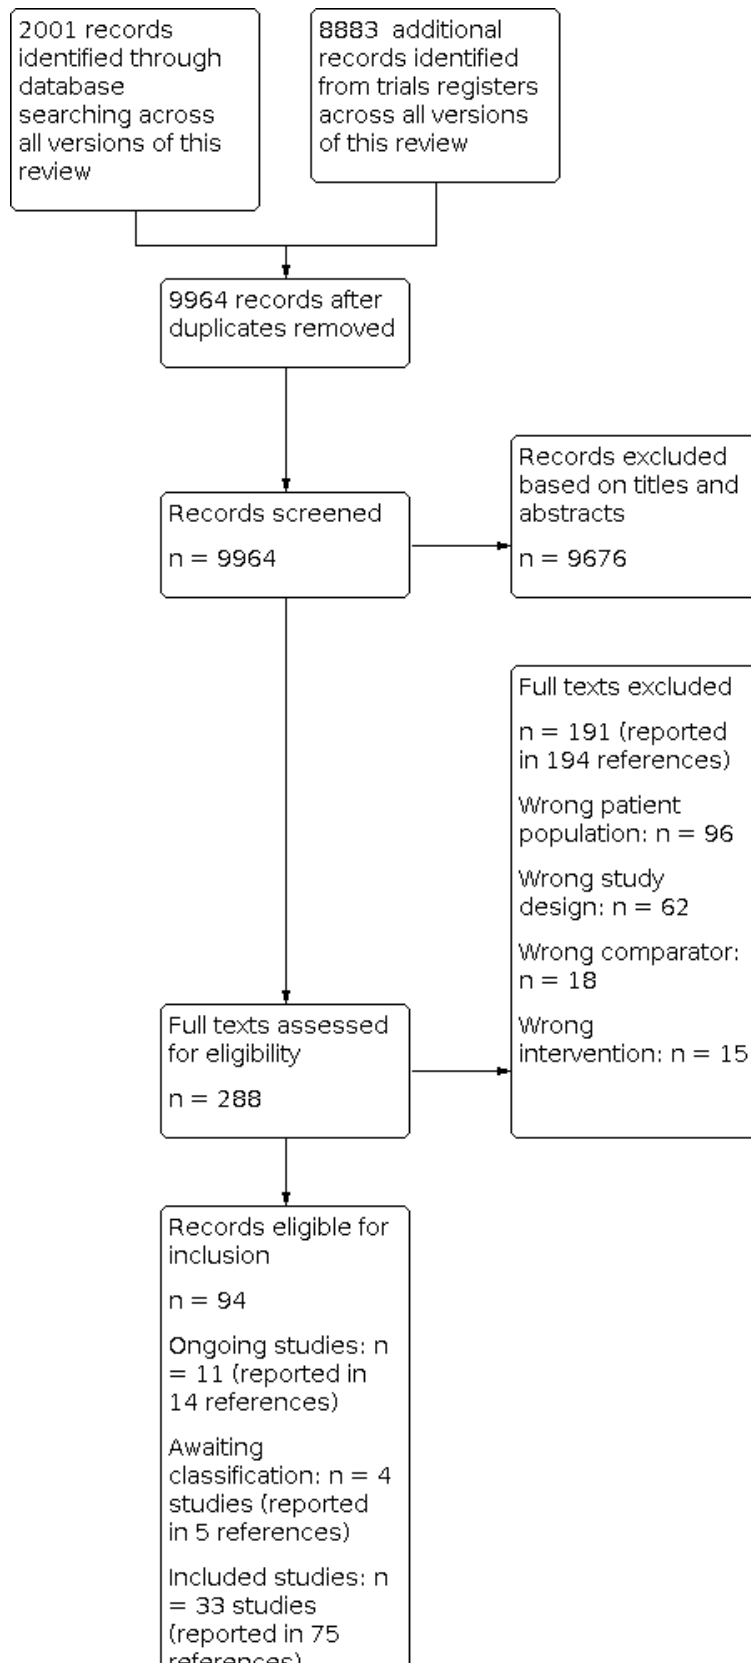 2001 records
identified through
database
searching across
all versions of this
review
8883 additional
records identified
from trials registers
across all versions
of this review
9964 records after
duplicates removed
Records screened
n = 9964
Records excluded
based on titles and
abstracts
n = 9676
Full texts excluded
n = 191 (reported
in 194 references)
Wrong patient
population: n = 96
Wrong study
design: n = 62
Wrong comparator:
n = 18
Wrong
intervention: n = 15
Full texts assessed
for eligibility
n = 288
Records eligible for
inclusion
n = 94
Ongoing studies: n
= 11 (reported in
14 references)
Awaiting
classification: n = 4
studies (reported
in 5 references)
Included studies: n
= 33 studies
(reported in 75
references)